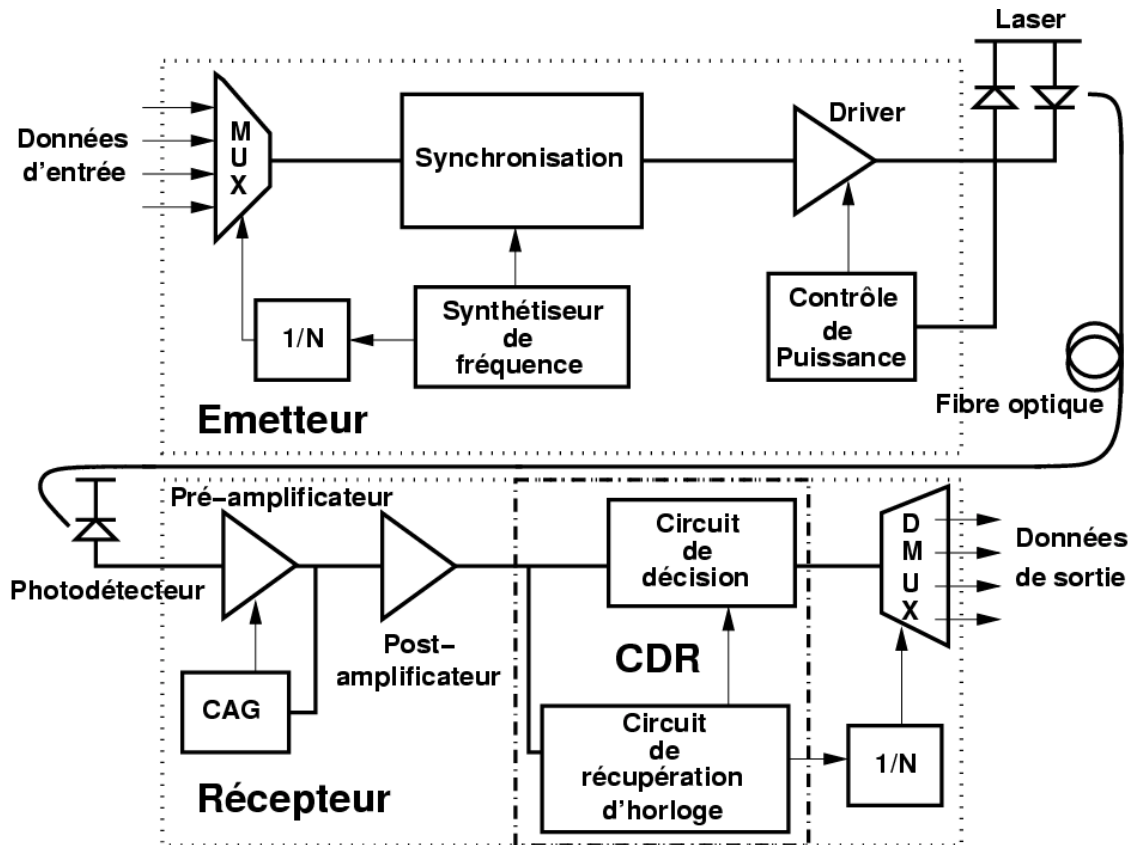 Laser
Données
d'entrée
M
U
X
Synchronisation
Driver
1/N
Synthétiseur
de
fréquence
Contrôle
de
Puissance
Emetteur
Fibre optique
Pré-amplificateur
Photodétecteur
CAG
Post-
amplificateur
Circuit
de
décision
CDR
Circuit
de
récupération
d'horloge
1/N
D
M
U
X
Données
de sortie
Récepteur